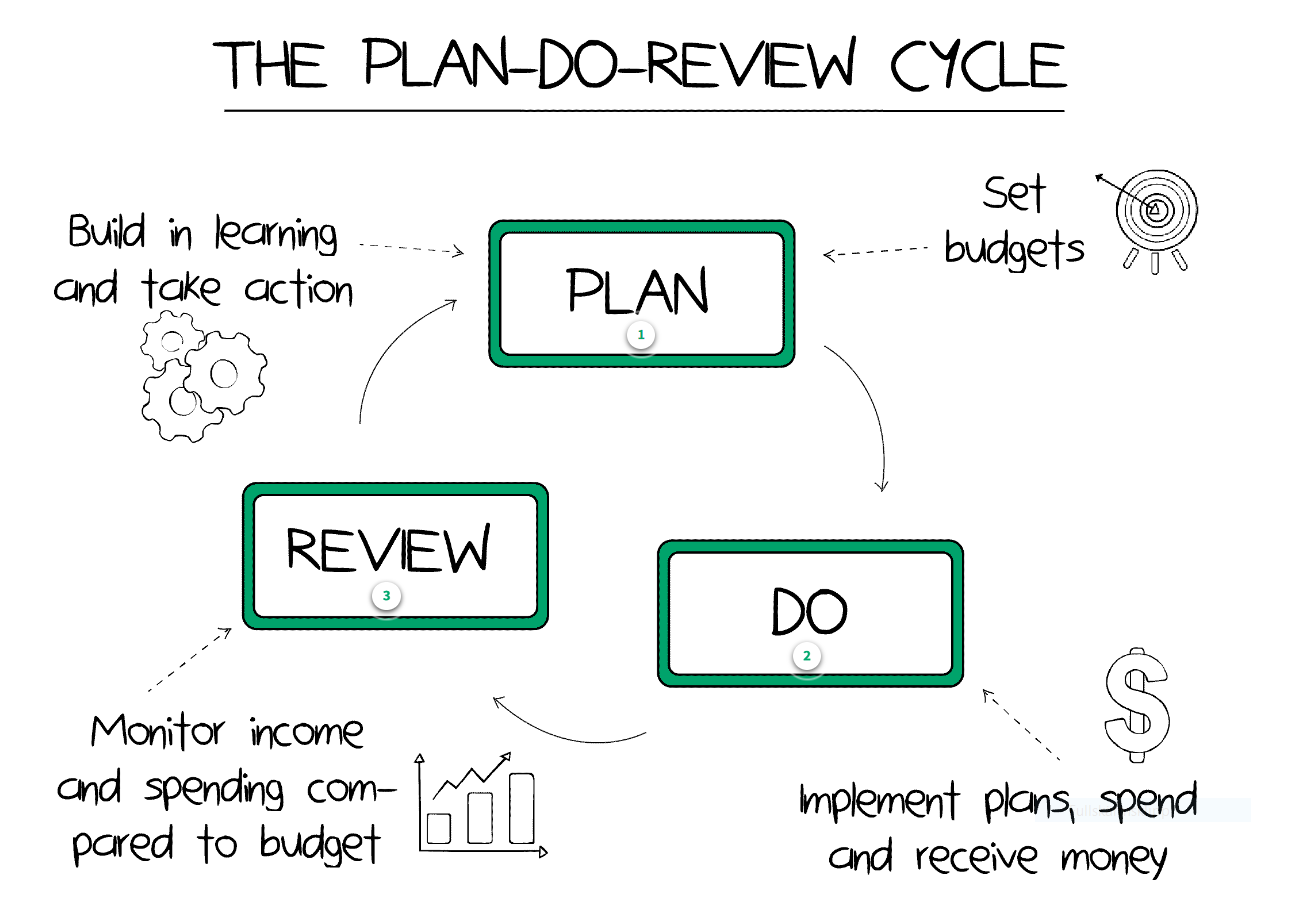 THE PLAN-DO-REVIEW CYCLE
Build in learning
and take action
Set
budgets
PLAN
1
REVIEW
3
DO
2
Monitor income
and spending com-
pared to budget
Implement plans, spend
and receive money